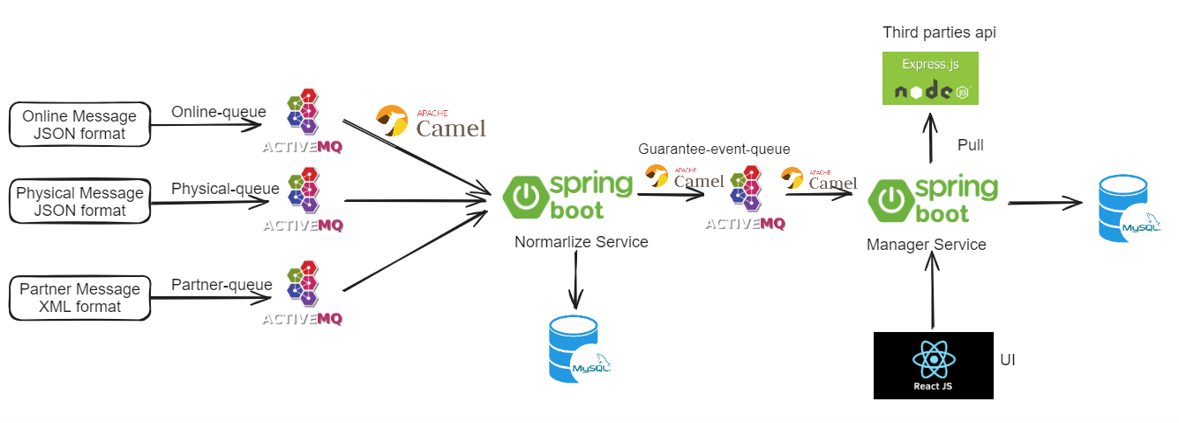 Third parties api
Express.js
node JS
Pull
Online Message
JSON format
Online-queue
ACTIVEMQ
APACHE
Camel
Physical Message
JSON format
Physical-queue
ACTIVEMQ
Partner Message
XML format
Partner-queue
ACTIVEMQ
spring
boot
Normarlize Service
MySQL
Guarantee-event-queue
APACHE
Camel
ACTIVEMQ
APACHE
Camel
spring
boot
Manager Service
MySQL
React JS
UI